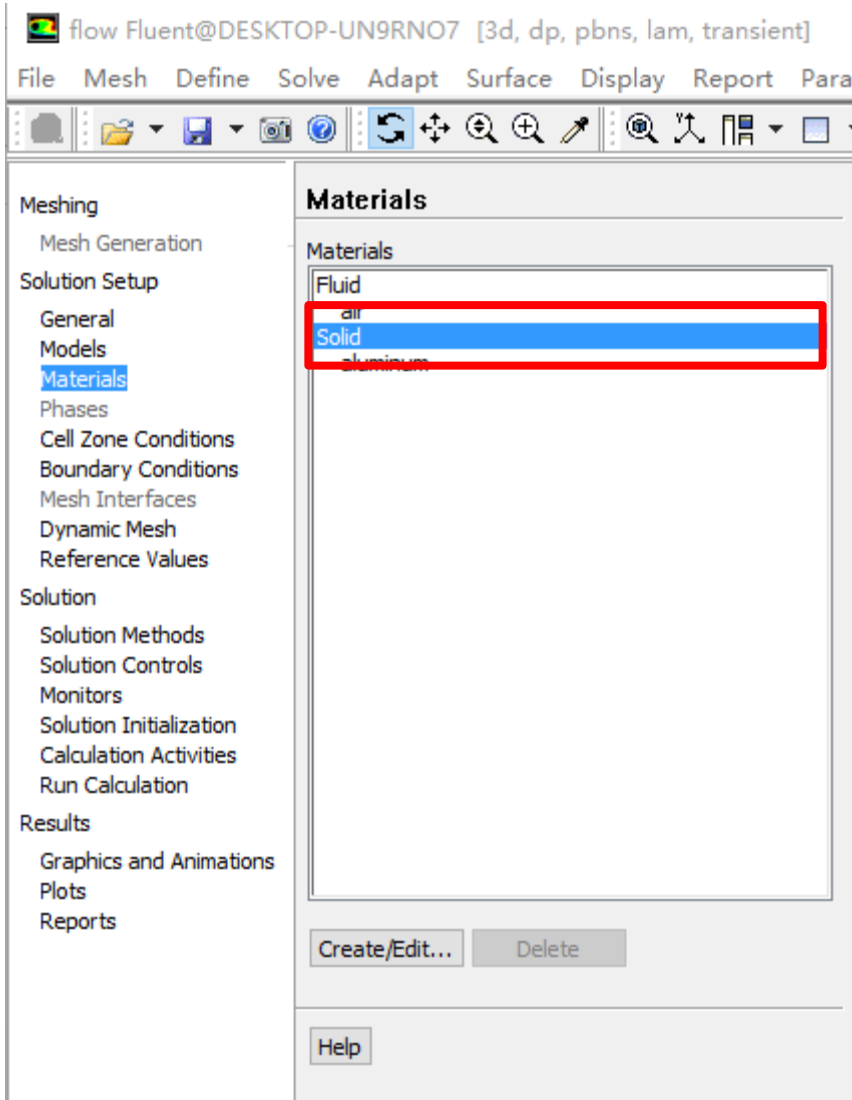 flow Fluent@DESKTOP-UN9RNO7 [3d, dp, pbns, lam, transient]
File Mesh Define Solve Adapt Surface Display Report Para
Meshing
Mesh Generation
Solution Setup
General
Models
Materials
Phases
Cell Zone Conditions
Boundary Conditions
Mesh Interfaces
Dynamic Mesh
Reference Values
Solution
Solution Methods
Solution Controls
Monitors
Solution Initialization
Calculation Activities
Run Calculation
Results
Graphics and Animations
Plots
Reports
Materials
Materials
Fluid
air
Solid
aluminum
Create/Edit... Delete
Help